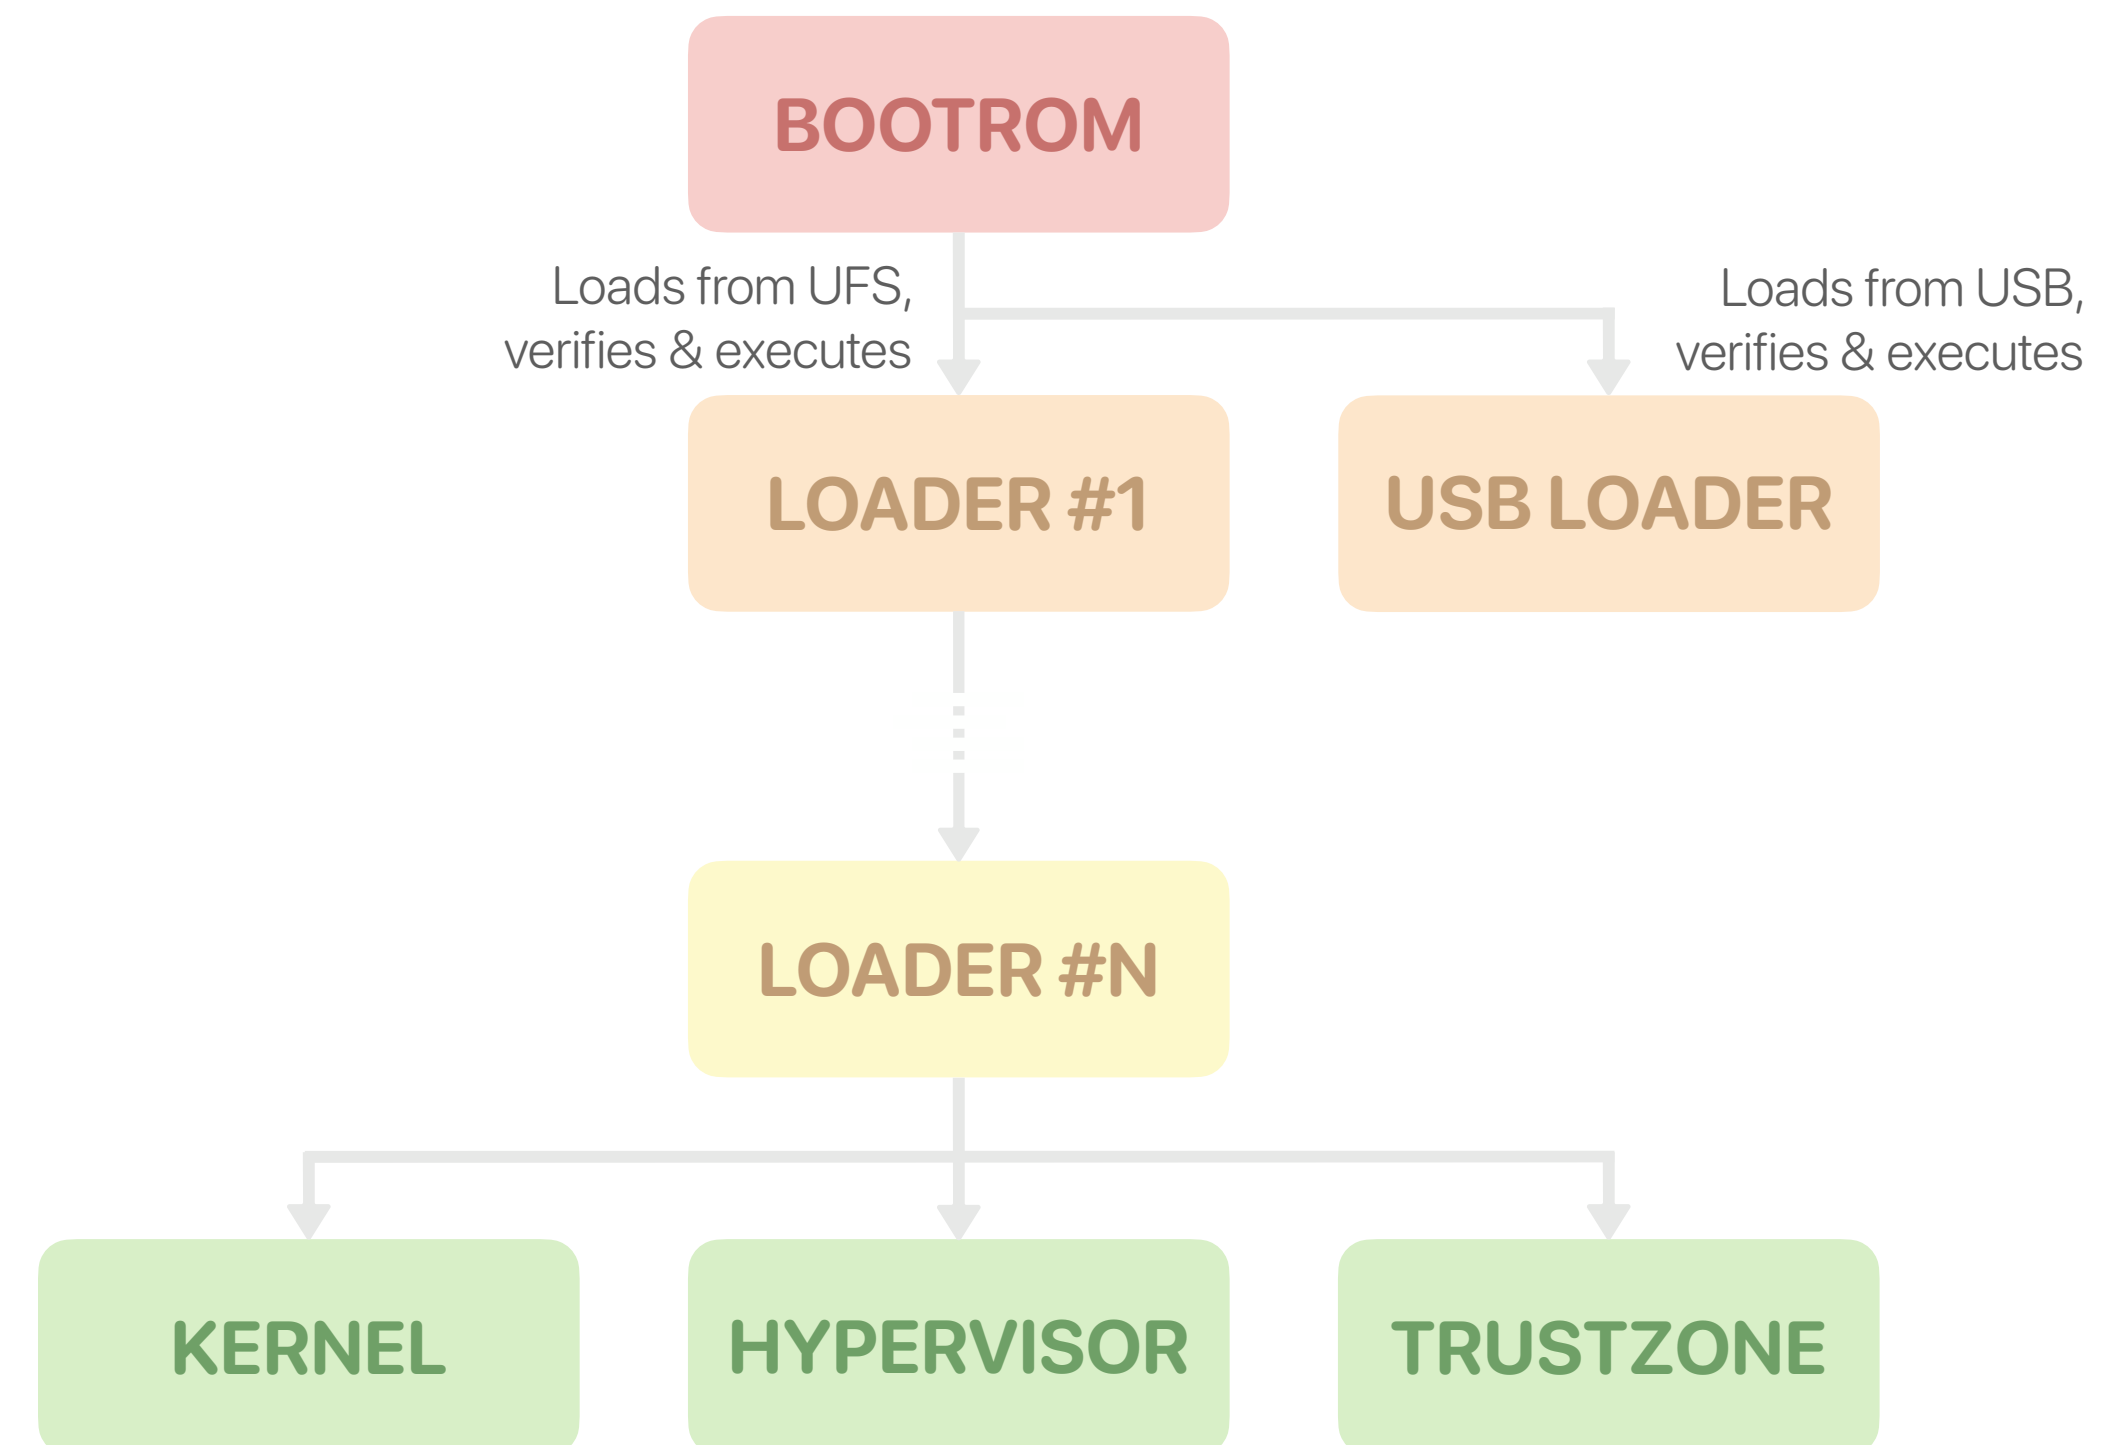 BOOTROM
Loads from UFS,
verifies & executes
Loads from USB,
verifies & executes
LOADER #1
USB LOADER
LOADER #N
KERNEL
HYPERVISOR
TRUSTZONE